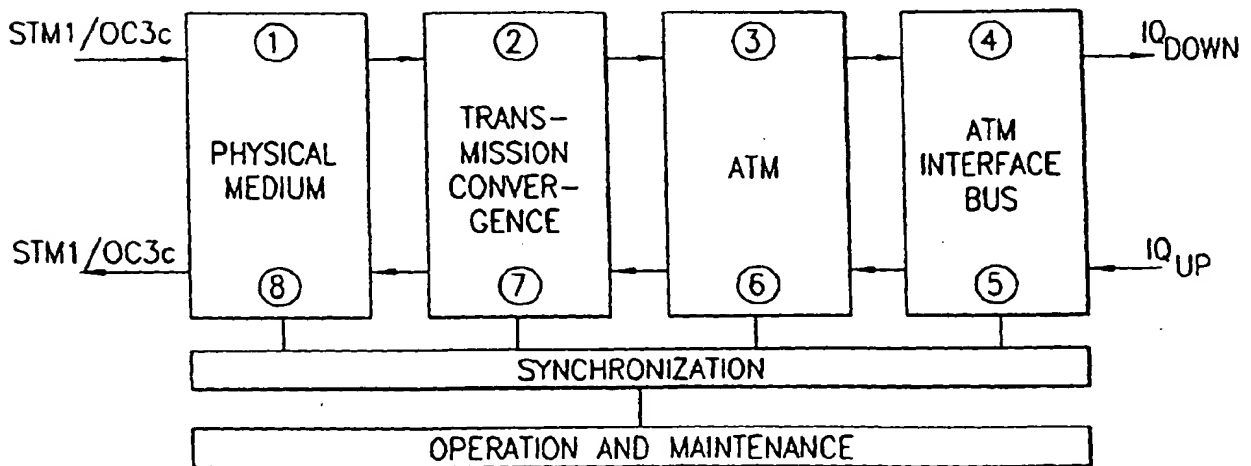 STM1/OC3c
1
2
3
4
IQDOWN
PHYSICAL
MEDIUM
TRANS-
MISSION
CONVER-
GENCE
ATM
ATM
INTERFACE
BUS
STM1/OC3c
8
7
6
5
IQUP
SYNCHRONIZATION
OPERATION AND MAINTENANCE